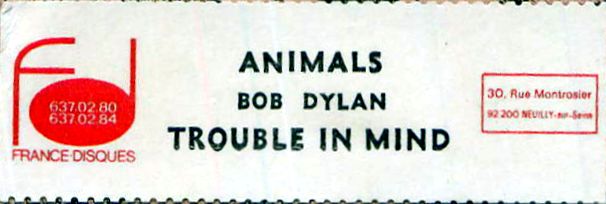 637.02.80
637.02.84
FRANCE-DISQUES
ANIMALS
BOB DYLAN
TROUBLE IN MIND
30, Rue Montrosier
92 200 NEUILLY-sur-Seine